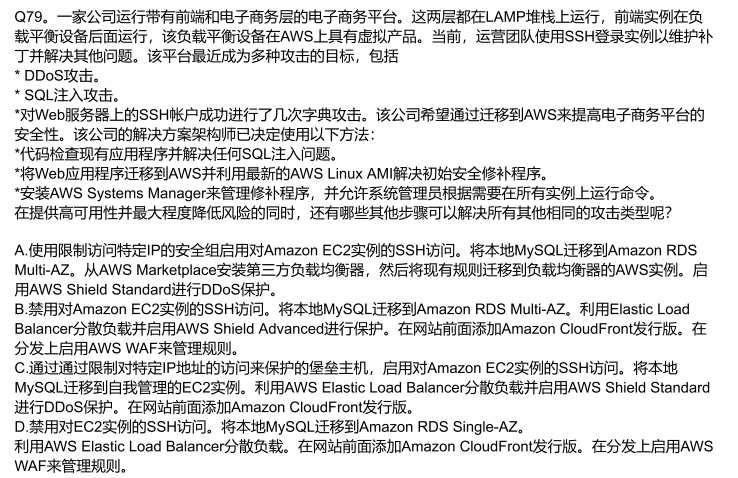 Q79。一家公司运行带有前端和电子商务层的电子商务平台。这两层都在LAMP堆栈上运行，前端实例在负
载平衡设备后面运行，该负载平衡设备在AWS上具有虚拟产品。当前，运营团队使用SSH登录实例以维护补
丁并解决其他问题。该平台最近成为多种攻击的目标，包括
* DDoS攻击。
* SQL注入攻击。
*对Web服务器上的SSH帐户成功进行了几次字典攻击。该公司希望通过迁移到AWS来提高电子商务平台的
安全性。该公司的解决方案架构师已决定使用以下方法：
*代码检查现有应用程序并解决任何SQL注入问题。
*将Web应用程序迁移到AWS并利用最新的AWS Linux AMI解决初始安全修补程序。
*安装AWS Systems Manager来管理修补程序，并允许系统管理员根据需要在所有实例上运行命令。
在提供高可用性并最大程度降低风险的同时，还有哪些其他步骤可以解决所有其他相同的攻击类型呢？
A.使用限制访问特定IP的安全组启用对Amazon EC2实例的SSH访问。将本地MySQL迁移到Amazon RDS
Multi-AZ。从AWS Marketplace安装第三方负载均衡器，然后将现有规则迁移到负载均衡器的AWS实例。启
用AWS Shield Standard进行DDoS保护。
B.禁用对Amazon EC2实例的SSH访问。将本地MySQL迁移到Amazon RDS Multi-AZ。利用Elastic Load
Balancer分散负载并启用AWS Shield Advanced进行保护。在网站前面添加Amazon CloudFront发行版。在
分发上启用AWS WAF来管理规则。
C.通过通过限制对特定IP地址的访问来保护的堡垒主机，启用对Amazon EC2实例的SSH访问。将本地
MySQL迁移到自我管理的EC2实例。利用AWS Elastic Load Balancer分散负载并启用AWS Shield Standard
进行DDoS保护。在网站前面添加Amazon CloudFront发行版。
D.禁用对EC2实例的SSH访问。将本地MySQL迁移到Amazon RDS Single-AZ。
利用AWS Elastic Load Balancer分散负载。在网站前面添加Amazon CloudFront发行版。在分发上启用AWS
WAF来管理规则。